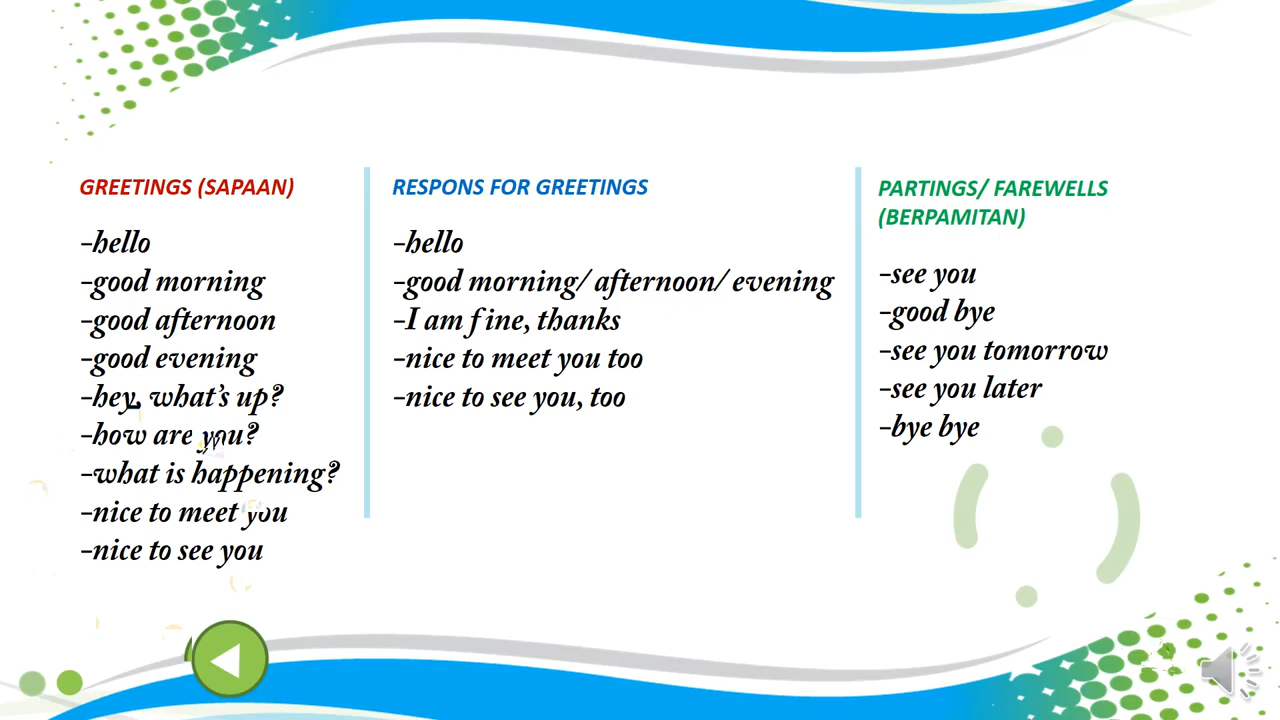 GREETINGS (SAPAAN)
-hello
-good morning
-good afternoon
-good evening
-hey, what's up?
-how are you?
-what is happening?
-nice to meet you
-nice to see you
RESPONS FOR GREETINGS
-hello
-good morning/ afternoon/ evening
-I am fine, thanks
-nice to meet you too
-nice to see you, too
PARTINGS/ FAREWELLS
(BERPAMITAN)
-see you
-good bye
-see you tomorrow
-see you later
-bye bye